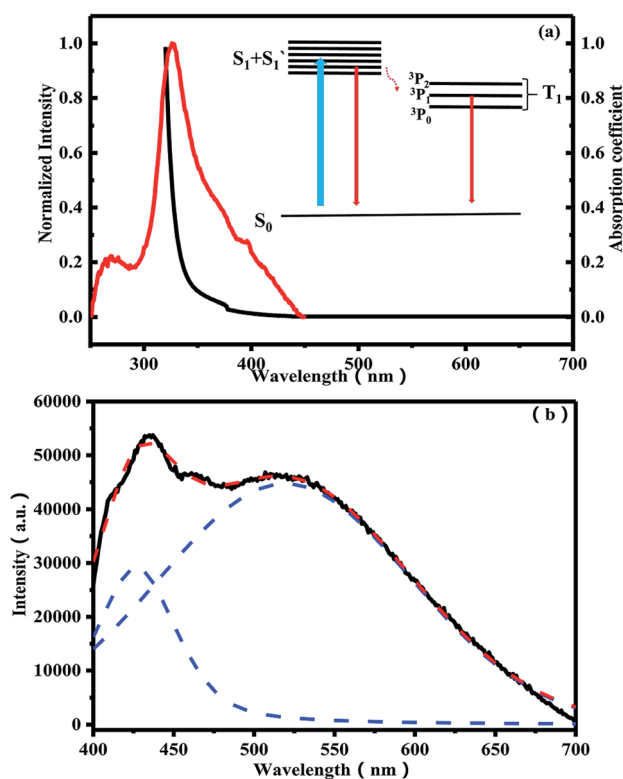 (a)
S1+S1`
3P2
3P1
3P0
T1
S0
Normalized Intensity
1.0
0.8
0.6
0.4
0.2
0.0
Absorption coefficient
1.0
0.8
0.6
0.4
0.2
0.0
300 400 500 600 700
Wavelength（nm）
(b)
Intensity（a.u.）
60000
50000
40000
30000
20000
10000
0
400 450 500 550 600 650 700
Wavelength（nm）